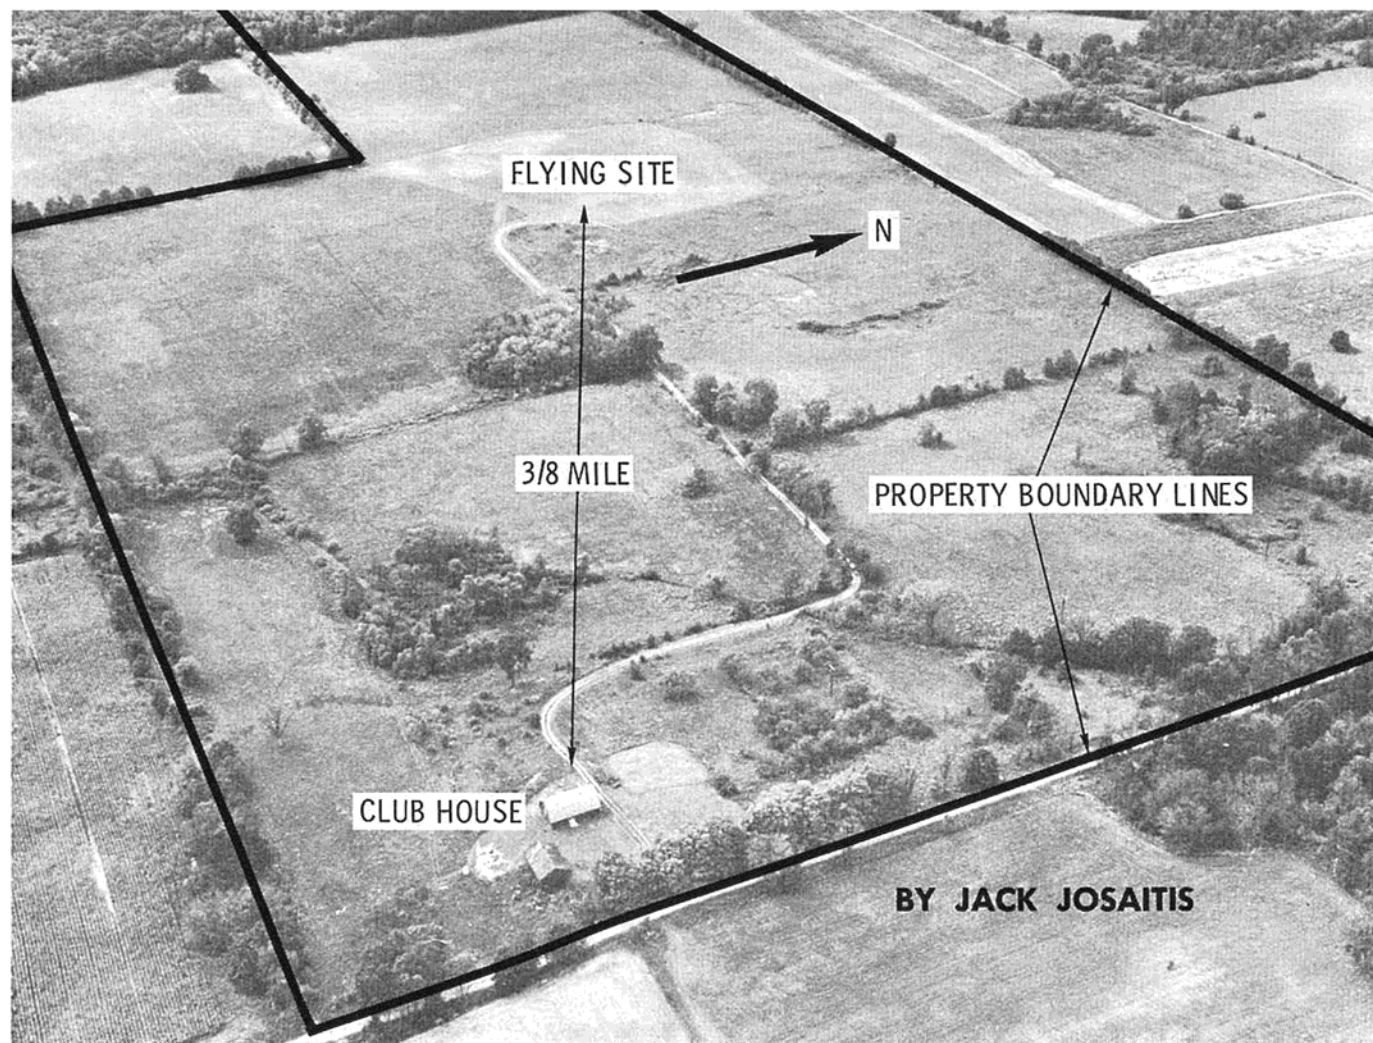 FLYING SITE
N
3/8 MILE
PROPERTY BOUNDARY LINES
CLUB HOUSE
BY JACK JOSAITIS